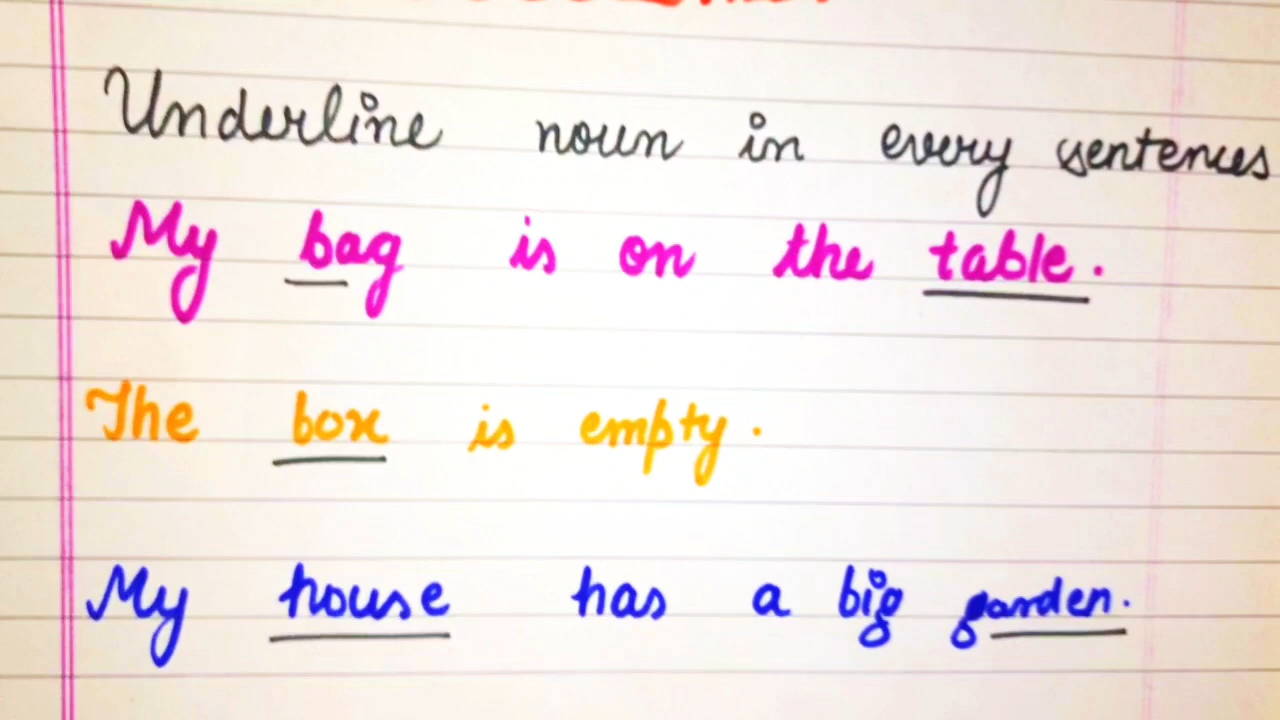 Underline noun in every sentences
My bag is on the table.
The box is empty.
My house has a big garden.